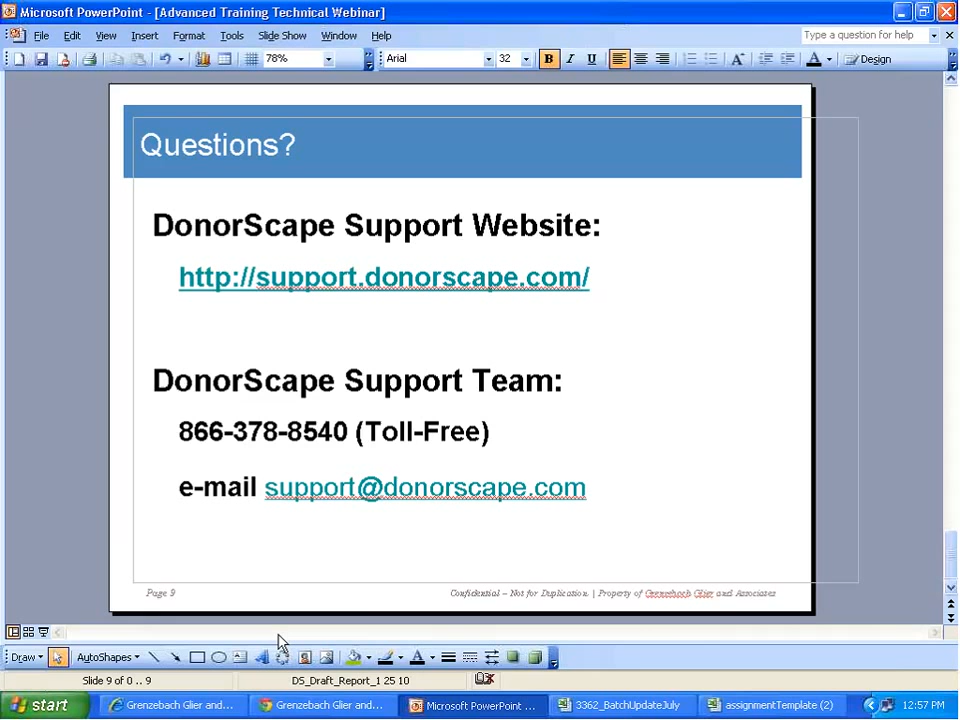 Microsoft PowerPoint - [Advanced Training Technical Webinar]
File Edit View Insert Format Tools Slide Show Window Help
Type a question for help
78%
Arial
32
B I U
A
A
Design
Questions?
DonorScape Support Website:
http://support.donorscape.com/
DonorScape Support Team:
866-378-8540 (Toll-Free)
e-mail support@donorscape.com
Page 9
Confidential – Not for Duplication. | Property of Grenzebach Glier and Associates
Draw
AutoShapes
A
Slide 9 of 0 .. 9
DS_Draft_Report_1 25 10
start
Grenzebach Glier and...
Grenzebach Glier and...
Microsoft PowerPoint ...
3362_BatchUpdateJuly
assignmentTemplate (2)
12:57 PM